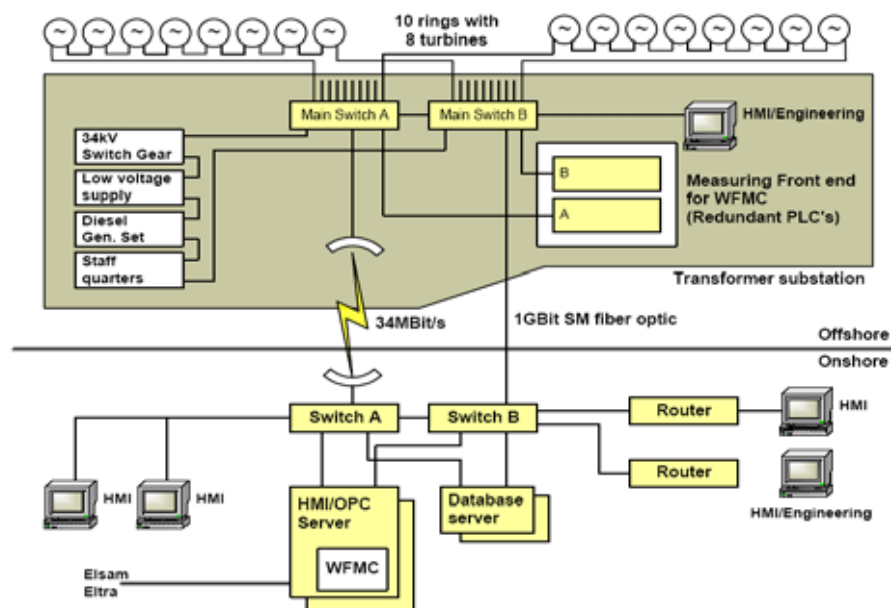 10 rings with
8 turbines
Main Switch A
Main Switch B
HMI/Engineering
34kV
Switch Gear
Low voltage
supply
Diesel
Gen. Set
Staff
quarters
B
A
Measuring Front end
for WFMC
(Redundant PLC's)
Transformer substation
34MBit/s
1GBit SM fiber optic
Offshore
Onshore
Switch A
Switch B
Router
HMI
Router
HMI/Engineering
HMI
HMI
HMI/OPC
Server
WFMC
Database
server
Elsam
Eltra